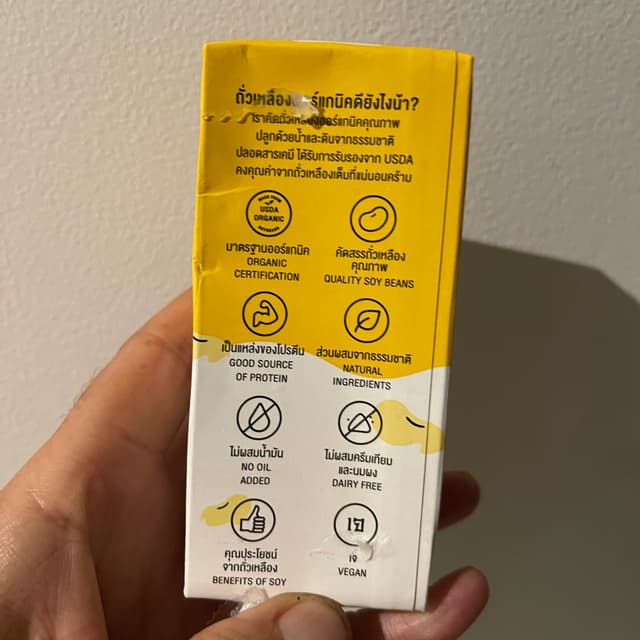 ถั่วเหลืองออร์แกนิคดียังไงน้า?
เราคัดถั่วเหลืองออร์แกนิคคุณภาพ
ปลูกด้วยน้ำและดินจากธรรมชาติ
ปลอดสารเคมี ได้รับการรับรองจาก USDA
คงคุณค่าจากถั่วเหลืองเต็มที่แน่นอนคร้าบ
MADE FROM
USDA
ORGANIC
SOYBEANS
มาตรฐานออร์แกนิค
ORGANIC
CERTIFICATION
คัดสรรถั่วเหลือง
คุณภาพ
QUALITY SOY BEANS
เป็นแหล่งของโปรตีน
GOOD SOURCE
OF PROTEIN
ส่วนผสมจากธรรมชาติ
NATURAL
INGREDIENTS
ไม่ผสมน้ำมัน
NO OIL
ADDED
ไม่ผสมครีมเทียม
และนมผง
DAIRY FREE
คุณประโยชน์
จากถั่วเหลือง
BENEFITS OF SOY
เจ
เจ
VEGAN